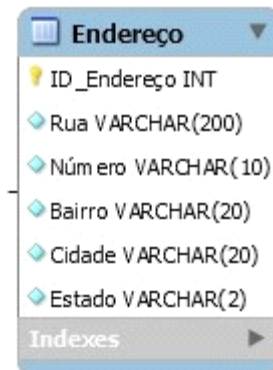 Endereço
ID_Endereço INT
Rua VARCHAR(200)
Número VARCHAR(10)
Bairro VARCHAR(20)
Cidade VARCHAR(20)
Estado VARCHAR(2)
Indexes